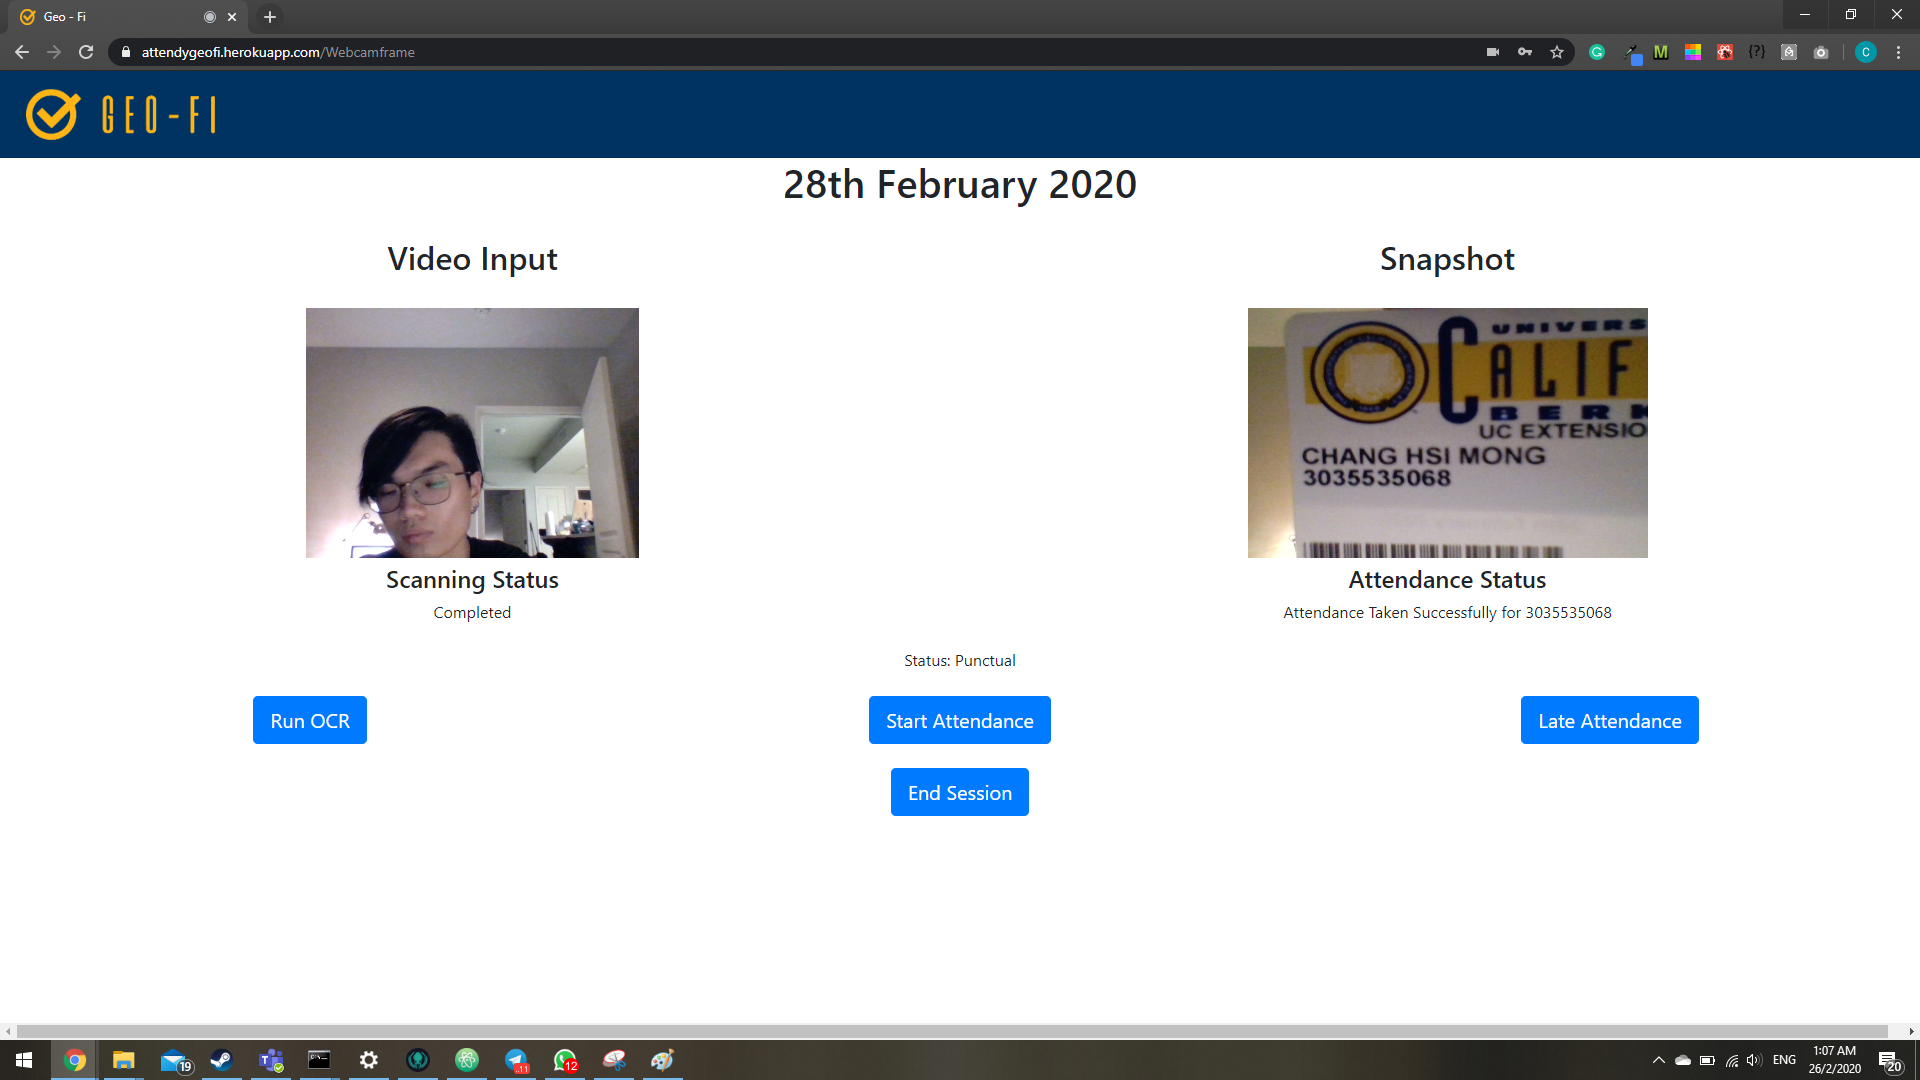 Geo - Fi
attendygeofi.herokuapp.com/Webcamframe
GEO-FI
28th February 2020
Video Input
Snapshot
UNIVERS
CALIF
BERK
UC EXTENSIO
CHANG HSI MONG
3035535068
Scanning Status
Completed
Attendance Status
Attendance Taken Successfully for 3035535068
Status: Punctual
Run OCR
Start Attendance
Late Attendance
End Session
19
11
12
ENG
1:07 AM
26/2/2020
20